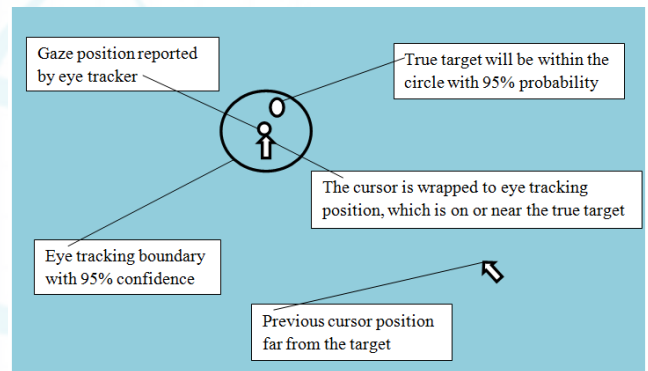 Gaze position reported
by eye tracker
True target will be within the
circle with 95% probability
The cursor is wrapped to eye tracking
position, which is on or near the true target
Eye tracking boundary
with 95% confidence
Previous cursor position
far from the target